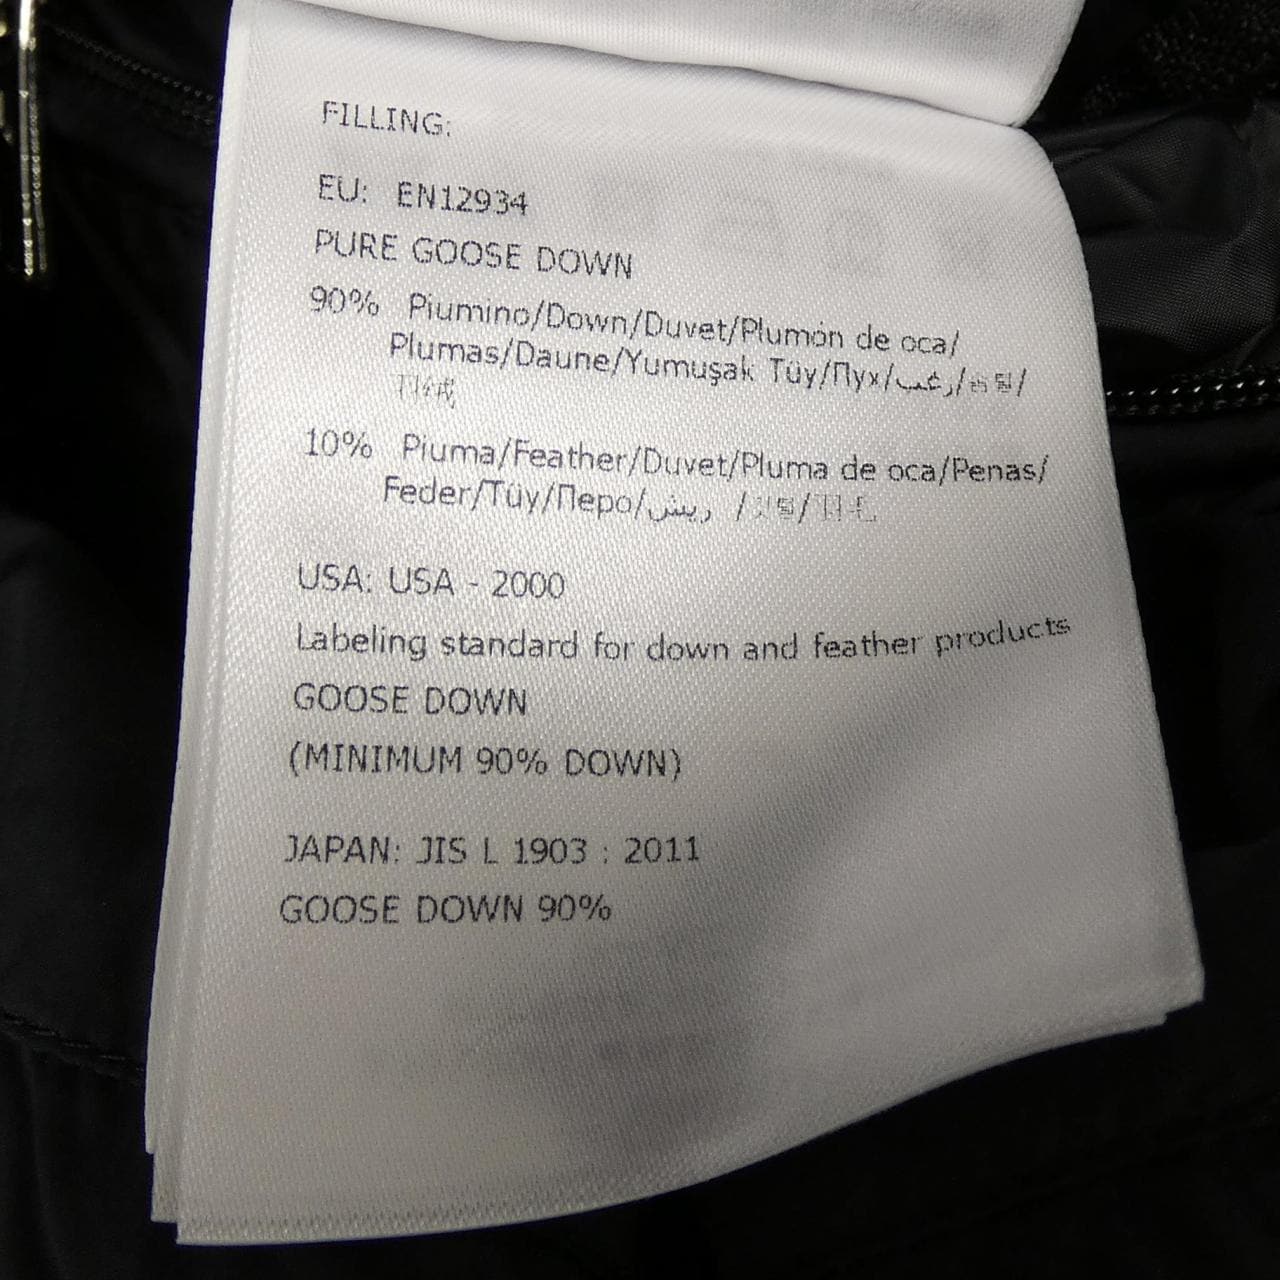 FILLING:
EU: EN12934
PURE GOOSE DOWN
90% Piumino/Down/Duvet/Plumón de oca/
Plumas/Daune/Yumuşak Tüy/Пух/زغب/솜털/
羽绒
10% Piuma/Feather/Duvet/Pluma de oca/Penas/
Feder/Tüy/Перо/ريش /깃털/羽毛
USA: USA - 2000
Labeling standard for down and feather products
GOOSE DOWN
(MINIMUM 90% DOWN)
JAPAN: JIS L 1903 : 2011
GOOSE DOWN 90%